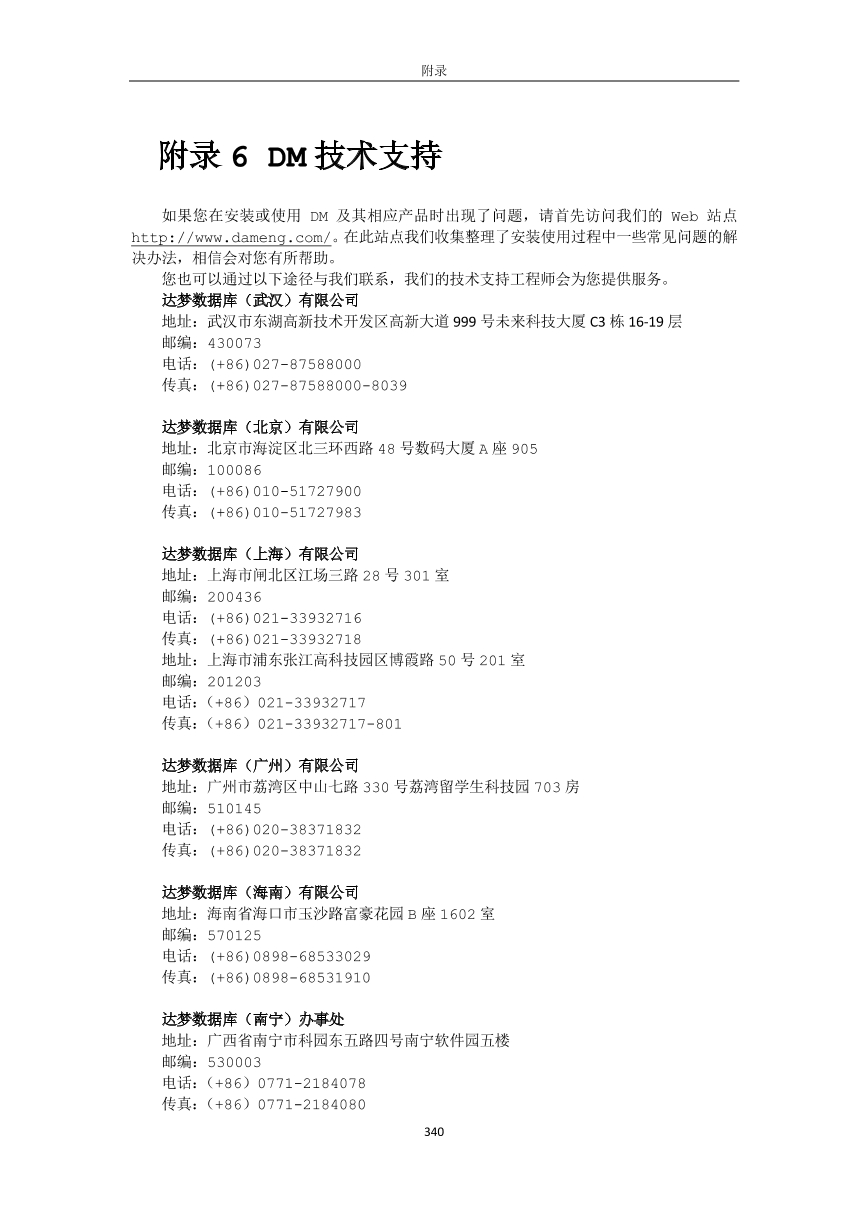 附录
附录 6 DM 技术支持
如果您在安装或使用 DM 及其相应产品时出现了问题，请首先访问我们的 Web 站点
http://www.dameng.com/。在此站点我们收集整理了安装使用过程中一些常见问题的解
决办法，相信会对您有所帮助。
您也可以通过以下途径与我们联系，我们的技术支持工程师会为您提供服务。
达梦数据库（武汉）有限公司
地址：武汉市东湖高新技术开发区高新大道 999 号未来科技大厦 C3 栋 16-19 层
邮编：430073
电话：(+86)027-87588000
传真：(+86)027-87588000-8039
达梦数据库（北京）有限公司
地址：北京市海淀区北三环西路 48 号数码大厦 A 座 905
邮编：100086
电话：(+86)010-51727900
传真：(+86)010-51727983
达梦数据库（上海）有限公司
地址：上海市闸北区江场三路 28 号 301 室
邮编：200436
电话：(+86)021-33932716
传真：(+86)021-33932718
地址：上海市浦东张江高科技园区博霞路 50 号 201 室
邮编：201203
电话：（+86）021-33932717
传真：（+86）021-33932717-801
达梦数据库（广州）有限公司
地址：广州市荔湾区中山七路 330 号荔湾留学生科技园 703 房
邮编：510145
电话：(+86)020-38371832
传真：(+86)020-38371832
达梦数据库（海南）有限公司
地址：海南省海口市玉沙路富豪花园 B 座 1602 室
邮编：570125
电话：(+86)0898-68533029
传真：(+86)0898-68531910
达梦数据库（南宁）办事处
地址：广西省南宁市科园东五路四号南宁软件园五楼
邮编：530003
电话：（+86）0771-2184078
传真：（+86）0771-2184080
340